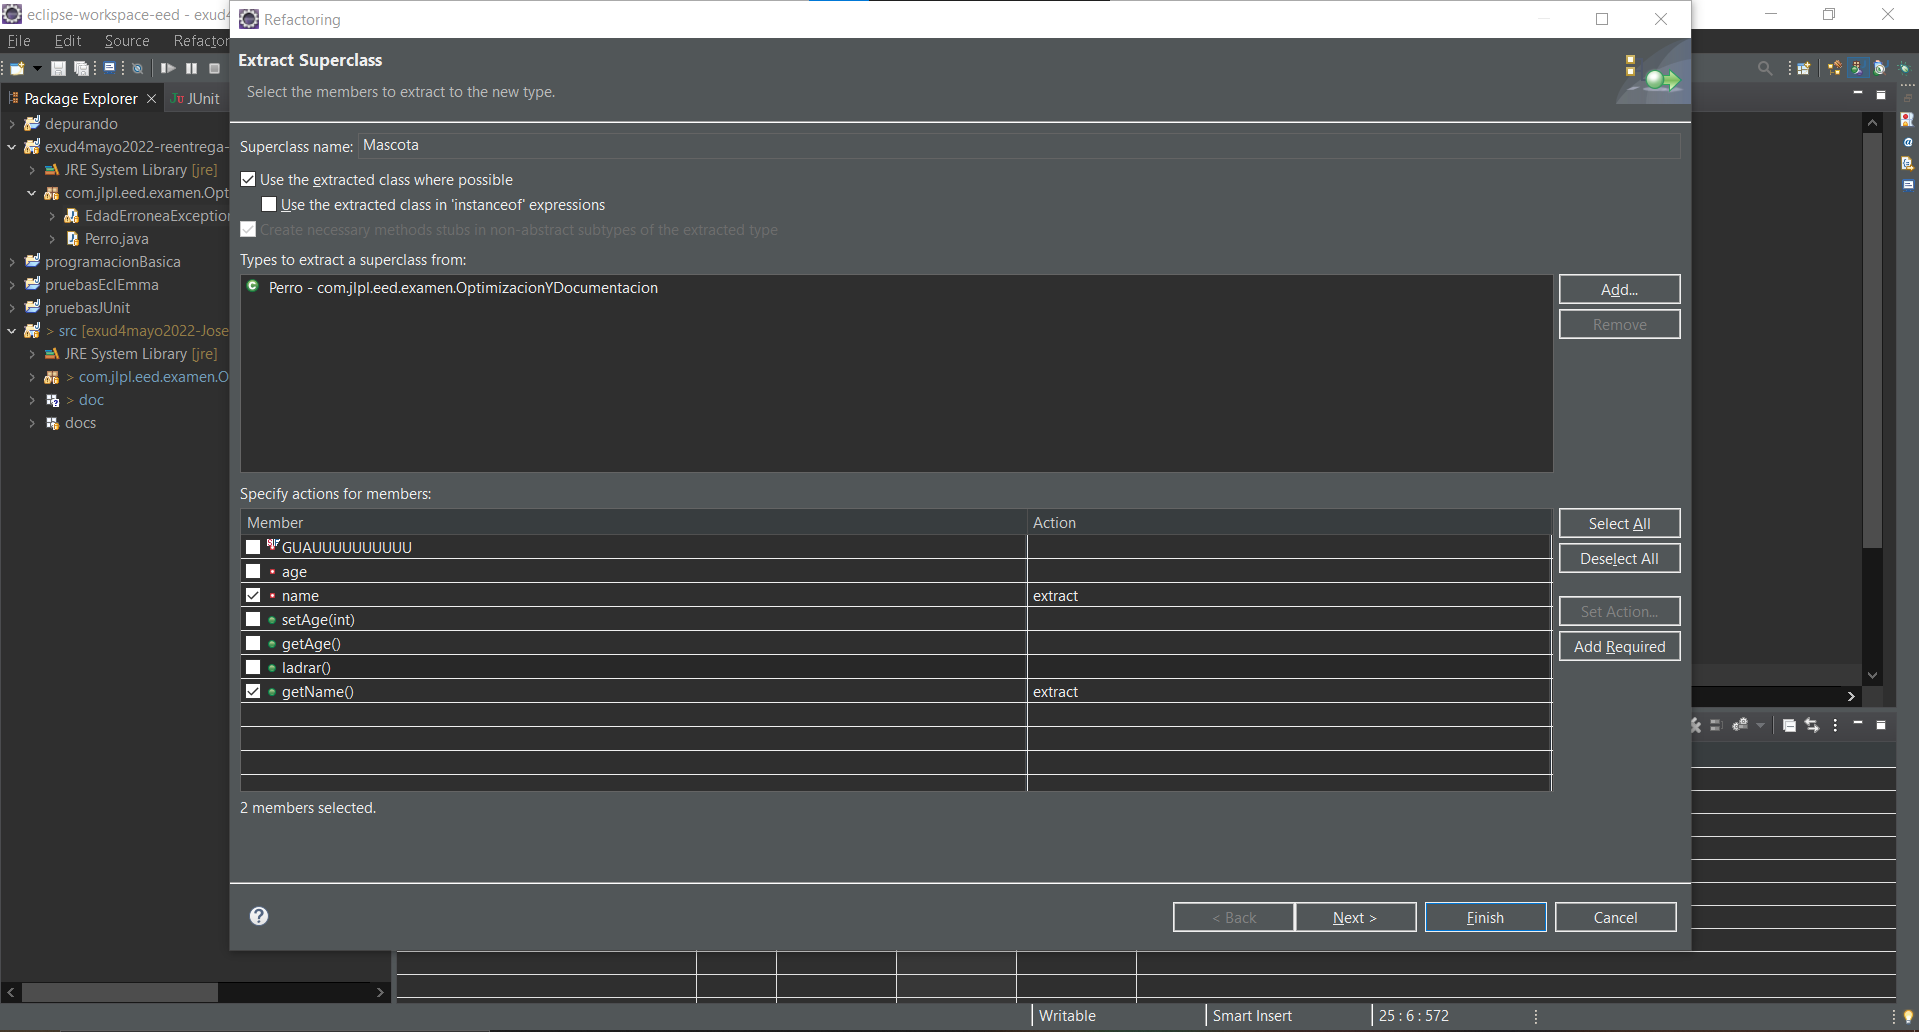 eclipse-workspace-eed - exud4
Refactoring
File Edit Source Refactor
Extract Superclass
Select the members to extract to the new type.
Package Explorer
JUnit
depurando
exud4mayo2022-reentrega-
JRE System Library [jre]
com.jlpl.eed.examen.Opt
EdadErroneaException
Perro.java
programacionBasica
pruebasEclEmma
pruebasJUnit
> src [exud4mayo2022-Jose
JRE System Library [jre]
> com.jlpl.eed.examen.O
> doc
docs
Superclass name: Mascota
Use the extracted class where possible
Use the extracted class in 'instanceof' expressions
Create necessary methods stubs in non-abstract subtypes of the extracted type
Types to extract a superclass from:
Perro - com.jlpl.eed.examen.OptimizacionYDocumentacion
Add...
Remove
Specify actions for members:
Member Action
GUAUUUUUUUUUU
age
name extract
setAge(int)
getAge()
ladrar()
getName() extract
Select All
Deselect All
Set Action...
Add Required
2 members selected.
< Back Next > Finish Cancel
Writable Smart Insert 25 : 6 : 572